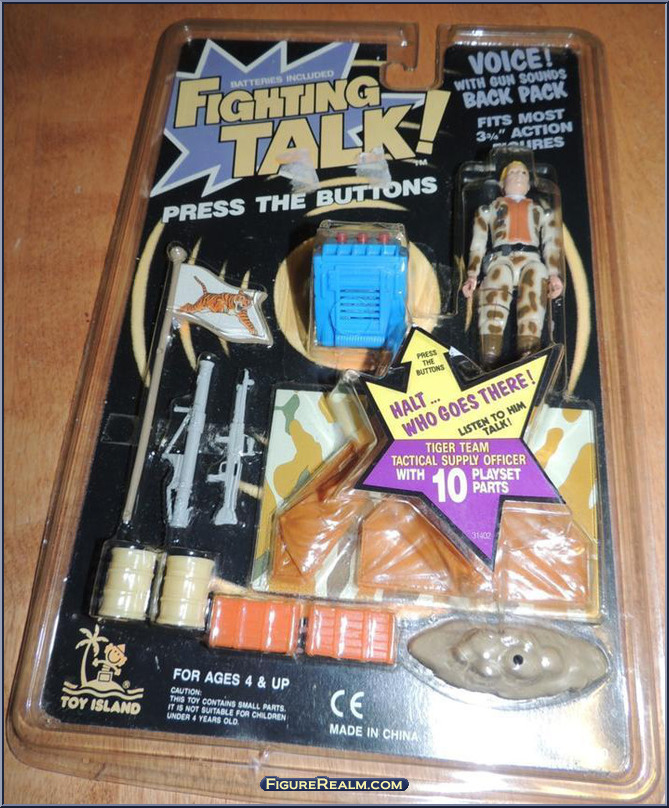 BATTERIES INCLUDED
FIGHTING
TALK!
TM
PRESS THE BUTTONS
VOICE!
WITH GUN SOUNDS
BACK PACK
FITS MOST
3¾" ACTION
FIGURES
PRESS
THE
BUTTONS
HALT...
WHO GOES THERE!
LISTEN TO HIM
TALK!
TIGER TEAM
TACTICAL SUPPLY OFFICER
WITH 10 PLAYSET
PARTS
31402
TOY ISLAND
®
FOR AGES 4 & UP
CAUTION:
THIS TOY CONTAINS SMALL PARTS.
IT IS NOT SUITABLE FOR CHILDREN
UNDER 4 YEARS OLD.
CE
MADE IN CHINA
FIGUREREALM.COM